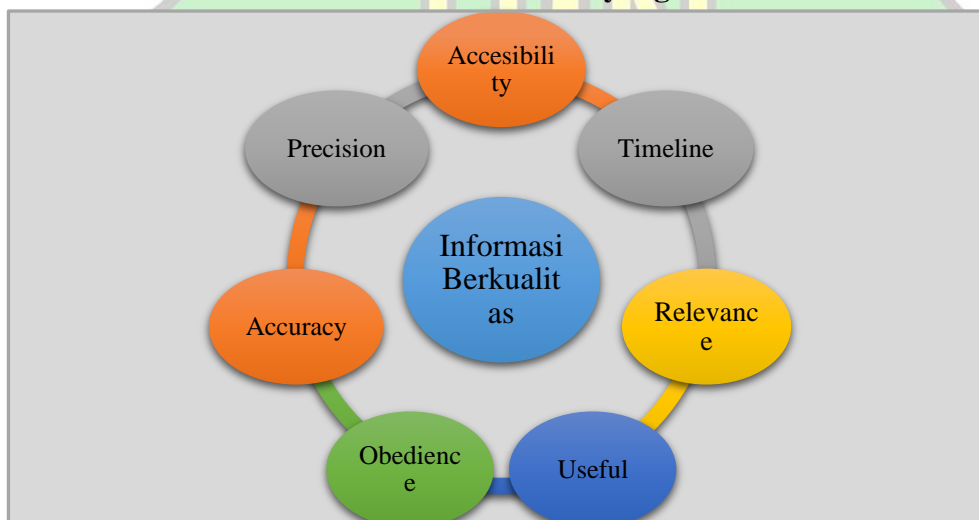 Accesibili
ty
Timeline
Relevanc
e
Useful
Obedienc
e
Accuracy
Precision
Informasi
Berkualit
as